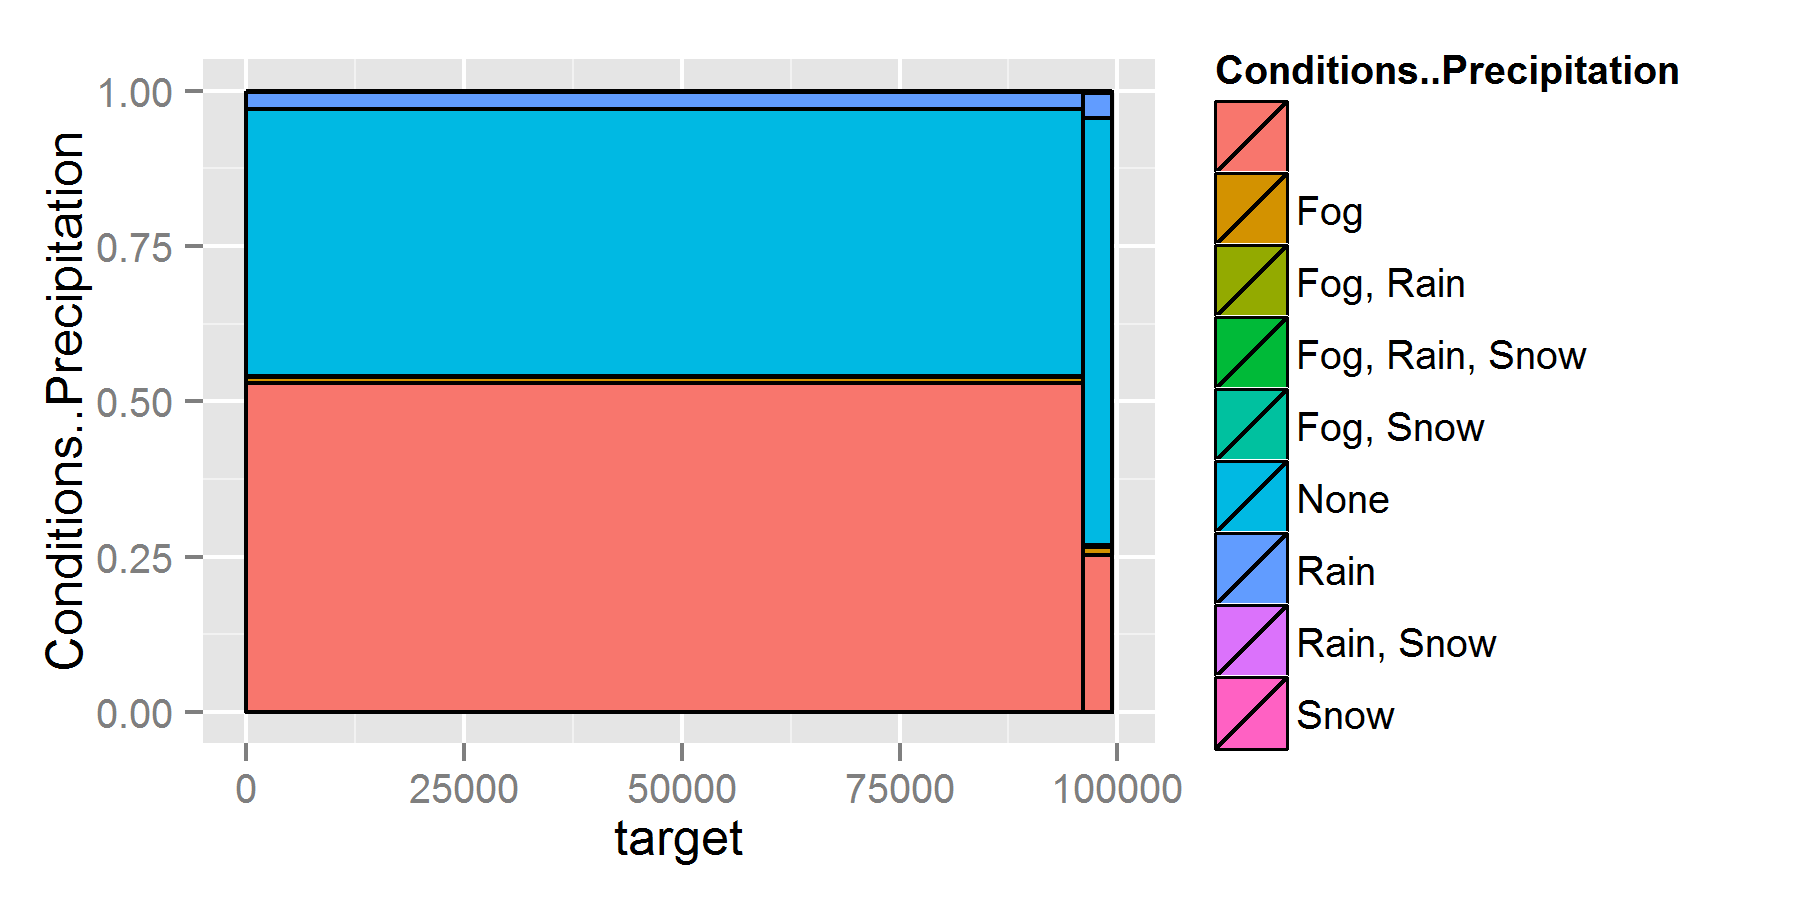 Conditions..Precipitation
1.00
0.75
0.50
0.25
0.00
0 25000 50000 75000 100000
target
Conditions..Precipitation
Fog
Fog, Rain
Fog, Rain, Snow
Fog, Snow
None
Rain
Rain, Snow
Snow